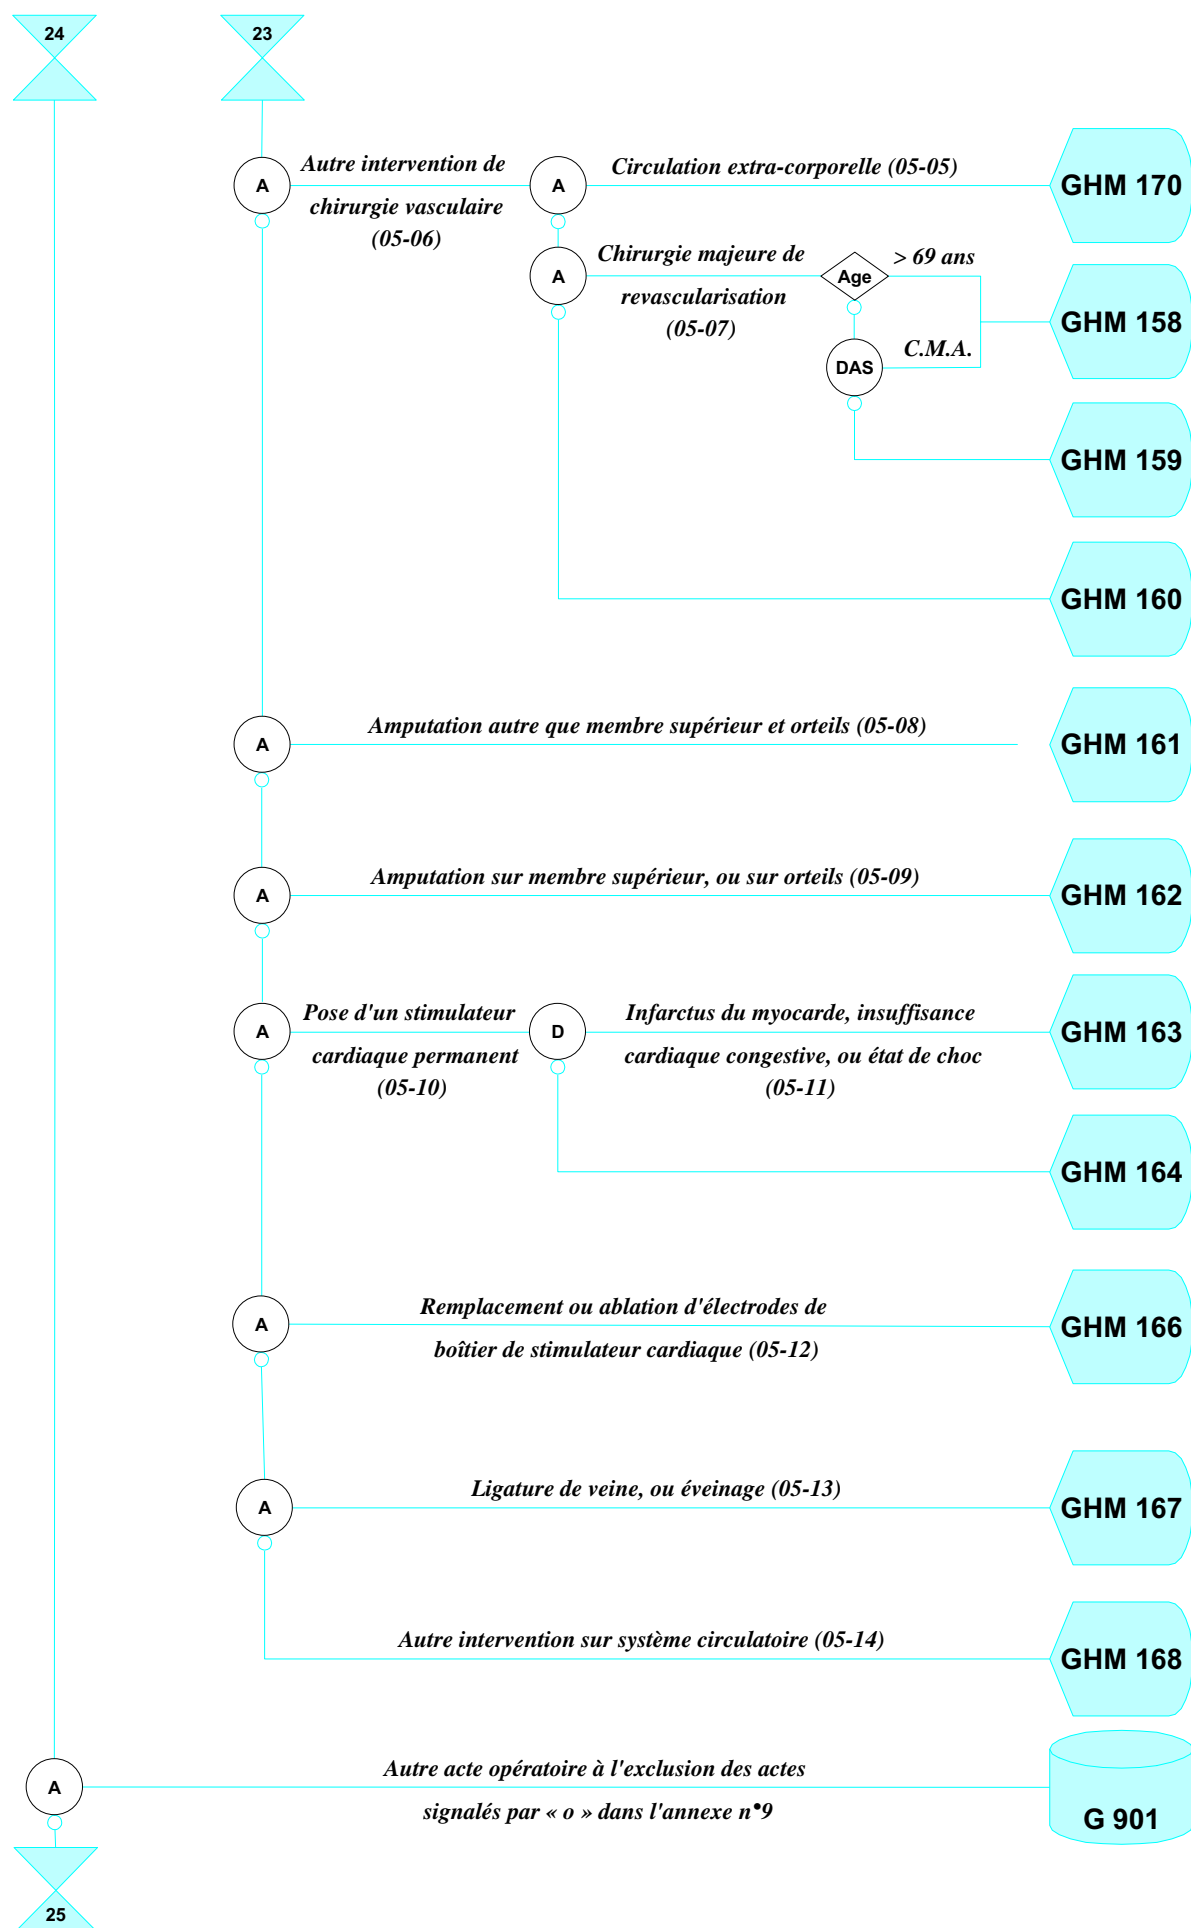 24
23
A
Autre intervention de
chirurgie vasculaire
(05-06)
A
Circulation extra-corporelle (05-05)
GHM 170
A
Chirurgie majeure de
revascularisation
(05-07)
Age
> 69 ans
GHM 158
DAS
C.M.A.
GHM 159
GHM 160
A
Amputation autre que membre supérieur et orteils (05-08)
GHM 161
A
Amputation sur membre supérieur, ou sur orteils (05-09)
GHM 162
A
Pose d'un stimulateur
cardiaque permanent
(05-10)
D
Infarctus du myocarde, insuffisance
cardiaque congestive, ou état de choc
(05-11)
GHM 163
GHM 164
A
Remplacement ou ablation d'électrodes de
boîtier de stimulateur cardiaque (05-12)
GHM 166
A
Ligature de veine, ou éveinage (05-13)
GHM 167
Autre intervention sur système circulatoire (05-14)
GHM 168
A
Autre acte opératoire à l'exclusion des actes
signalés par « o » dans l'annexe n•9
G 901
25